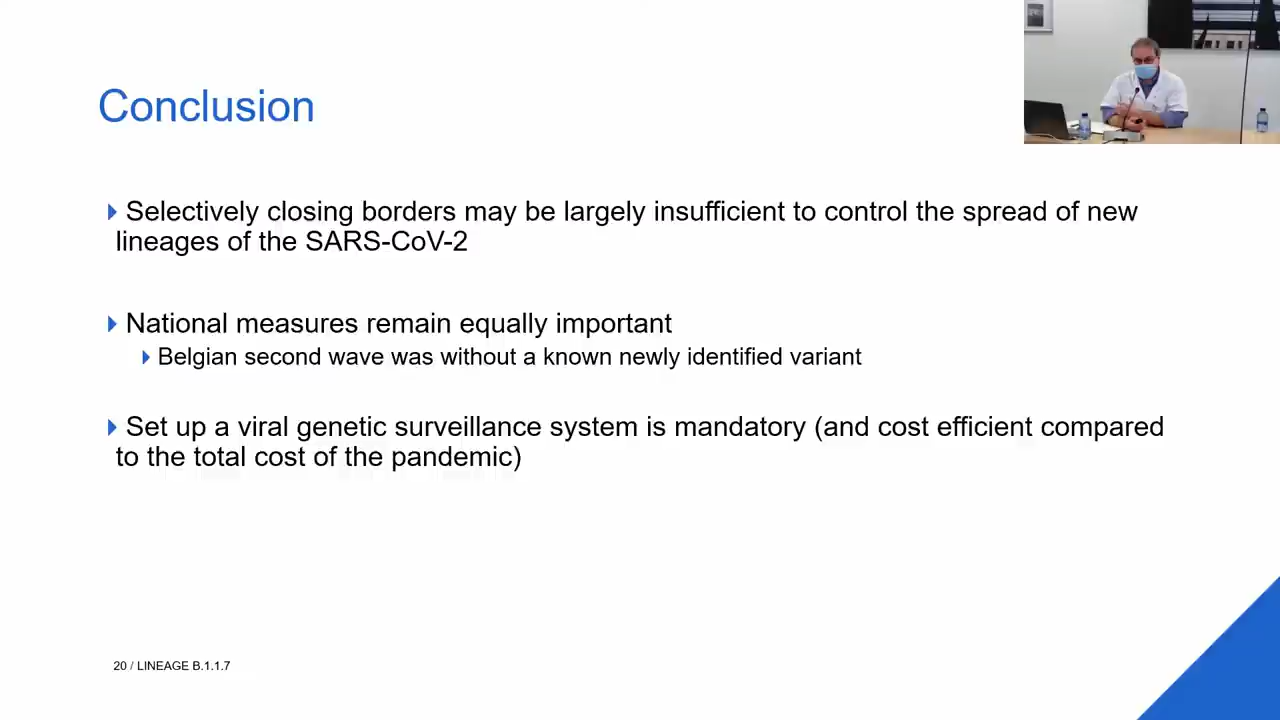 Conclusion
Selectively closing borders may be largely insufficient to control the spread of new
lineages of the SARS-CoV-2
National measures remain equally important
Belgian second wave was without a known newly identified variant
Set up a viral genetic surveillance system is mandatory (and cost efficient compared
to the total cost of the pandemic)
20 / LINEAGE B.1.1.7